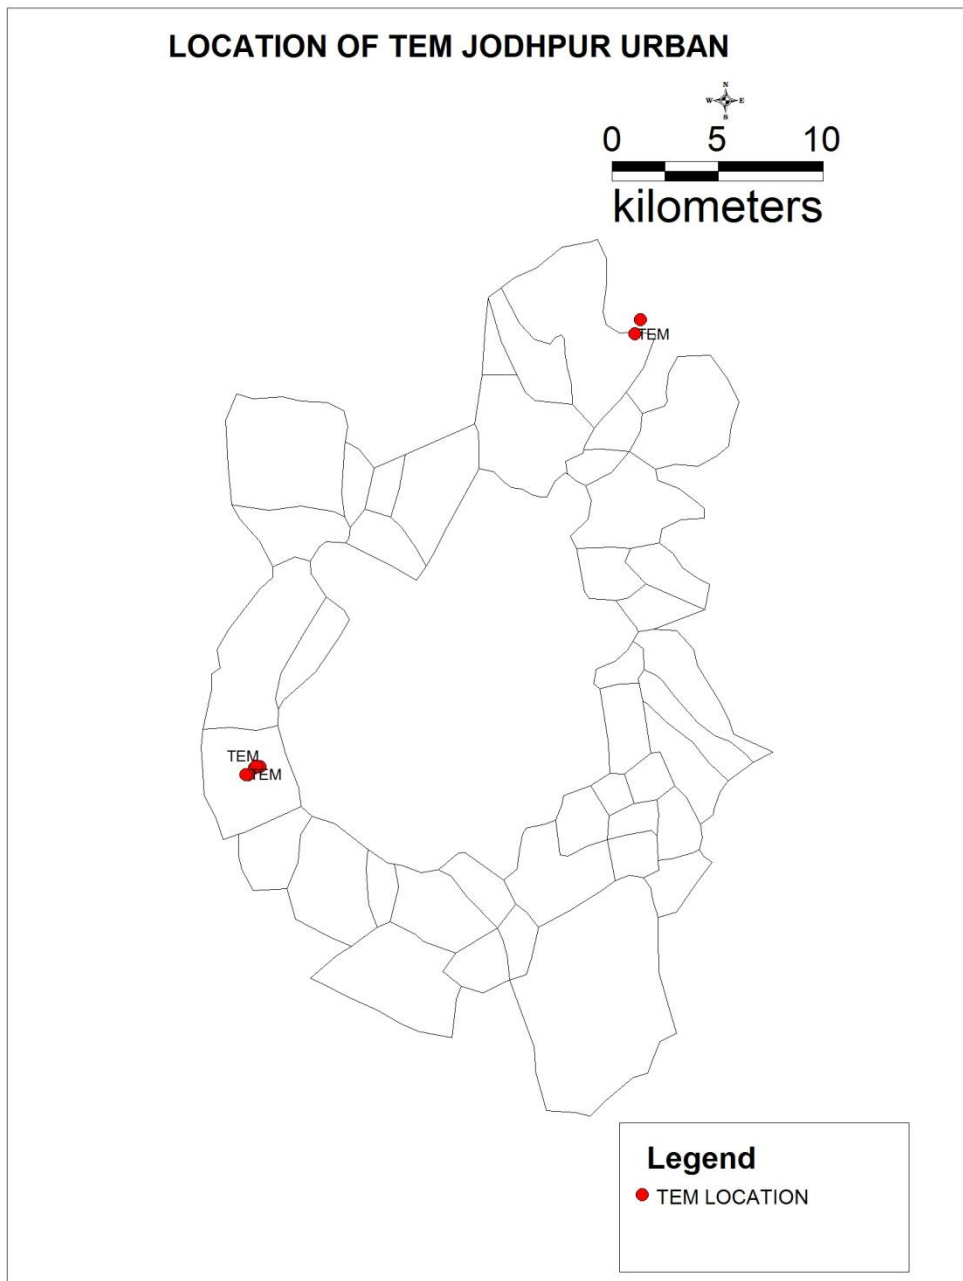 LOCATION OF TEM JODHPUR URBAN
N
W E
S
0 5 10
kilometers
TEM
TEM
TEM
Legend
TEM LOCATION